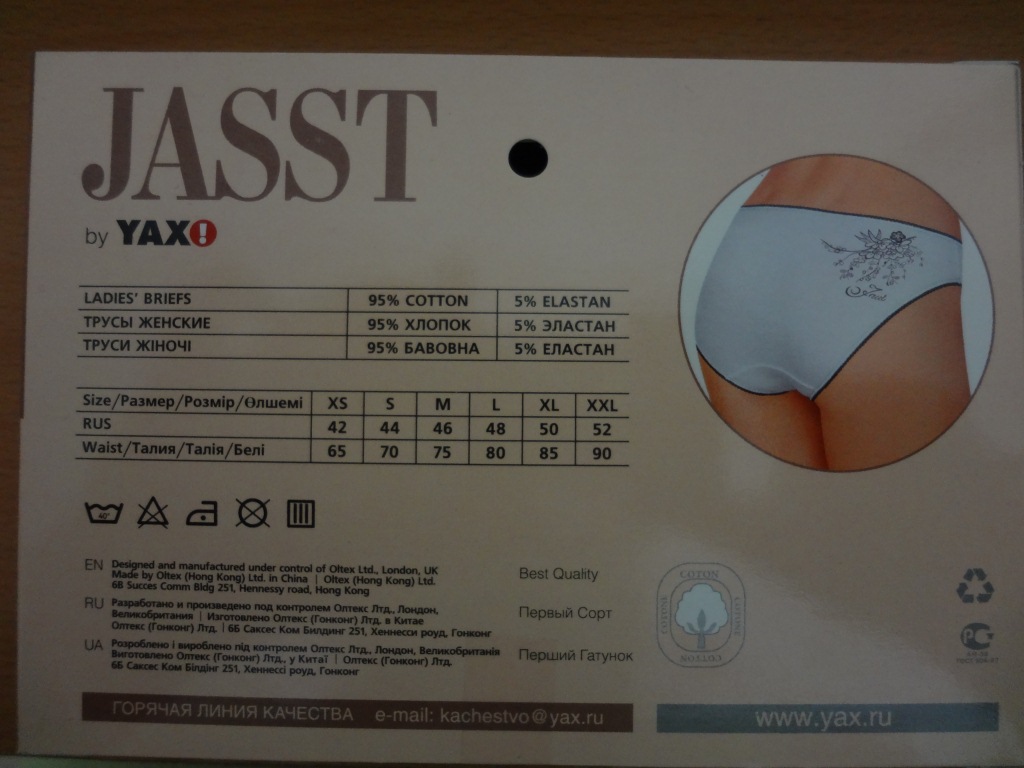 JASST
by YAX!
LADIES' BRIEFS 95% COTTON 5% ELASTAN
ТРУСЫ ЖЕНСКИЕ 95% ХЛОПОК 5% ЭЛАСТАН
ТРУСИ ЖІНОЧІ 95% БАВОВНА 5% ЕЛАСТАН
Size/Размер/Розмір/Өлшемі XS S M L XL XXL
RUS 42 44 46 48 50 52
Waist/Талия/Талія/Белі 65 70 75 80 85 90
40°
EN Designed and manufactured under control of Oltex Ltd., London, UK
Made by Oltex (Hong Kong) Ltd. in China | Oltex (Hong Kong) Ltd.
6B Succes Comm Bldg 251, Hennessy road, Hong Kong
Best Quality
RU Разработано и произведено под контролем Олтекс Лтд., Лондон,
Великобритания | Изготовлено Олтекс (Гонконг) Лтд. в Китае
Олтекс (Гонконг) Лтд. | 6Б Саксес Ком Билдинг 251, Хеннесси роуд, Гонконг
Первый Сорт
UA Розроблено і вироблено під контролем Олтекс Лтд., Лондон, Великобританія
Виготовлено Олтекс (Гонконг) Лтд., у Китаї | Олтекс (Гонконг) Лтд.
6Б Саксес Ком Білдінг 251, Хеннессі роуд, Гонконг
Перший Гатунок
COTON
COTONE
COTTON
РС
ГОРЯЧАЯ ЛИНИЯ КАЧЕСТВА e-mail: kachestvo@yax.ru
www.yax.ru